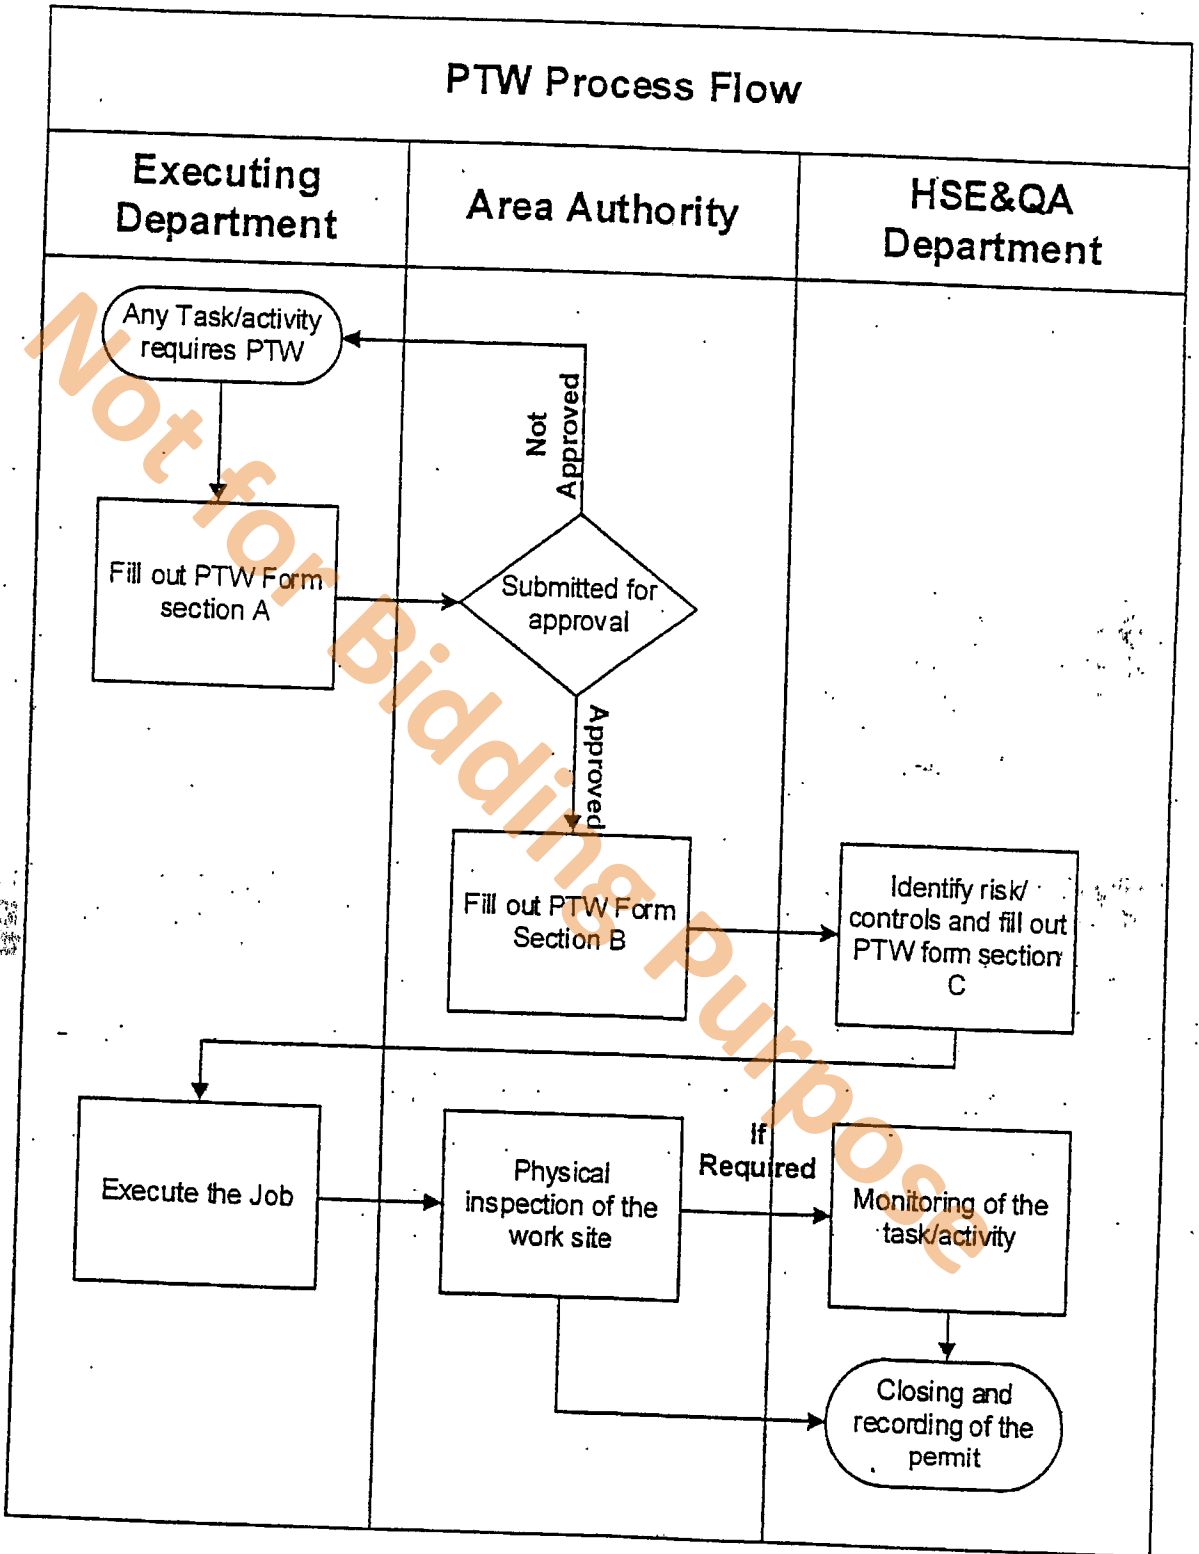 PTW Process Flow
Executing
Department
Area Authority
HSE&QA
Department
Any Task/activity
requires PTW
Not
Approved
Fill out PTW Form
section A
Submitted for
approval
Approved
Fill out PTW Form
Section B
Identify risk/
controls and fill out
PTW form section
C
Execute the Job
Physical
inspection of the
work site
If
Required
Monitoring of the
task/activity
Closing and
recording of the
permit
Not for Bidding Purpose